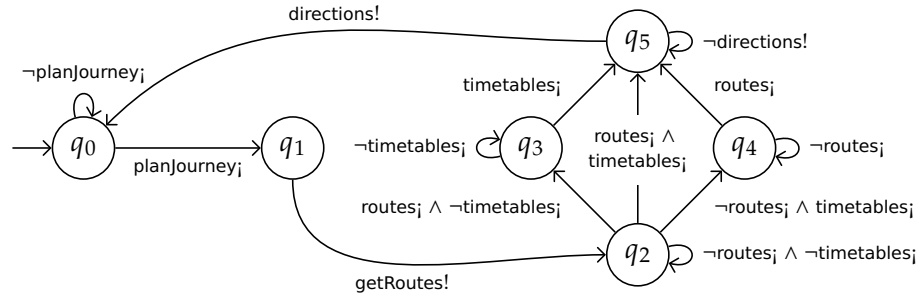 directions!
q5
¬directions!
¬planJourney¡
timetables¡
routes¡
q0
planJourney¡
q1
¬timetables¡
q3
routes¡ ∧
timetables¡
q4
¬routes¡
routes¡ ∧ ¬timetables¡
¬routes¡ ∧ timetables¡
getRoutes!
q2
¬routes¡ ∧ ¬timetables¡